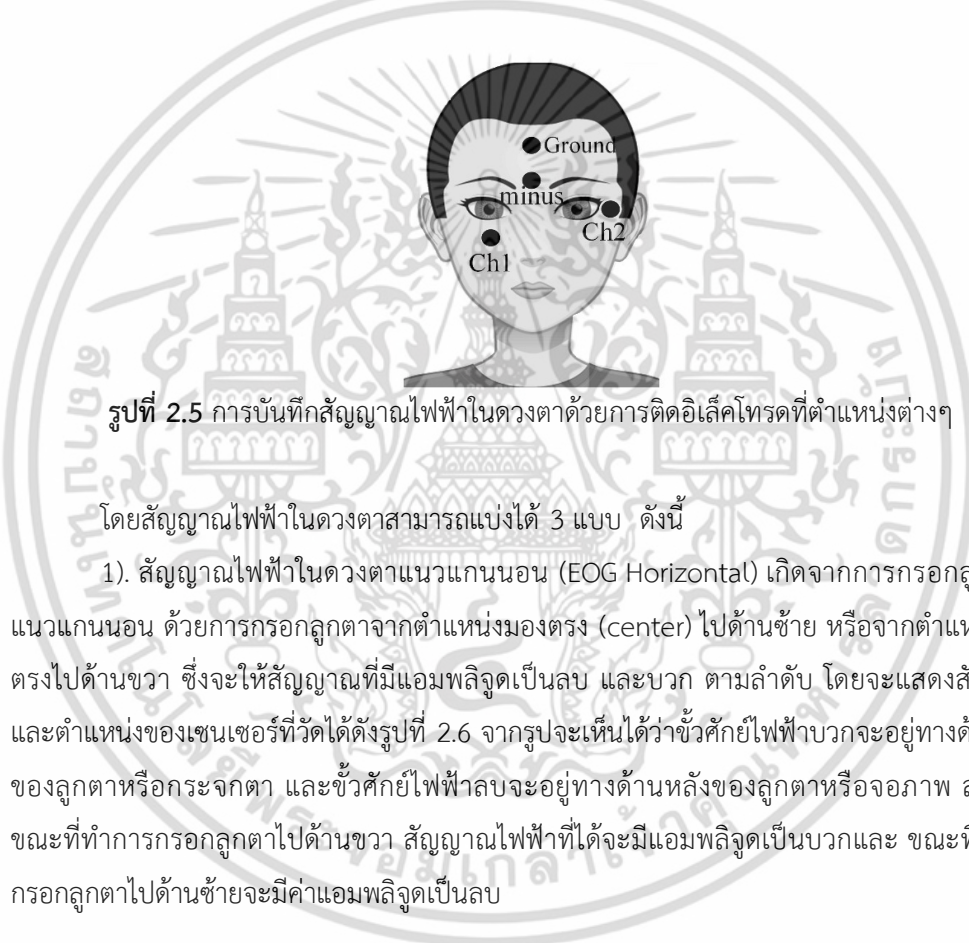 Ground
minus
Ch2
Ch1
รูปที่ 2.5 การบันทึกสัญญาณไฟฟ้าในดวงตาด้วยการติดอิเล็คโทรดที่ตำแหน่งต่างๆ
โดยสัญญาณไฟฟ้าในดวงตาสามารถแบ่งได้ 3 แบบ ดังนี้
1). สัญญาณไฟฟ้าในดวงตาแนวแกนนอน (EOG Horizontal) เกิดจากการกรอกลู
แนวแกนนอน ด้วยการกรอกลูกตาจากตำแหน่งมองตรง (center) ไปด้านซ้าย หรือจากตำแห
ตรงไปด้านขวา ซึ่งจะให้สัญญาณที่มีแอมพลิจูดเป็นลบ และบวก ตามลำดับ โดยจะแสดงสั
และตำแหน่งของเซนเซอร์ที่วัดได้ดังรูปที่ 2.6 จากรูปจะเห็นได้ว่าขั้วศักย์ไฟฟ้าบวกจะอยู่ทางด้
ของลูกตาหรือกระจกตา และขั้วศักย์ไฟฟ้าลบจะอยู่ทางด้านหลังของลูกตาหรือจอภาพ ส
ขณะที่ทำการกรอกลูกตาไปด้านขวา สัญญาณไฟฟ้าที่ได้จะมีแอมพลิจูดเป็นบวกและ ขณะที่
กรอกลูกตาไปด้านซ้ายจะมีค่าแอมพลิจูดเป็นลบ